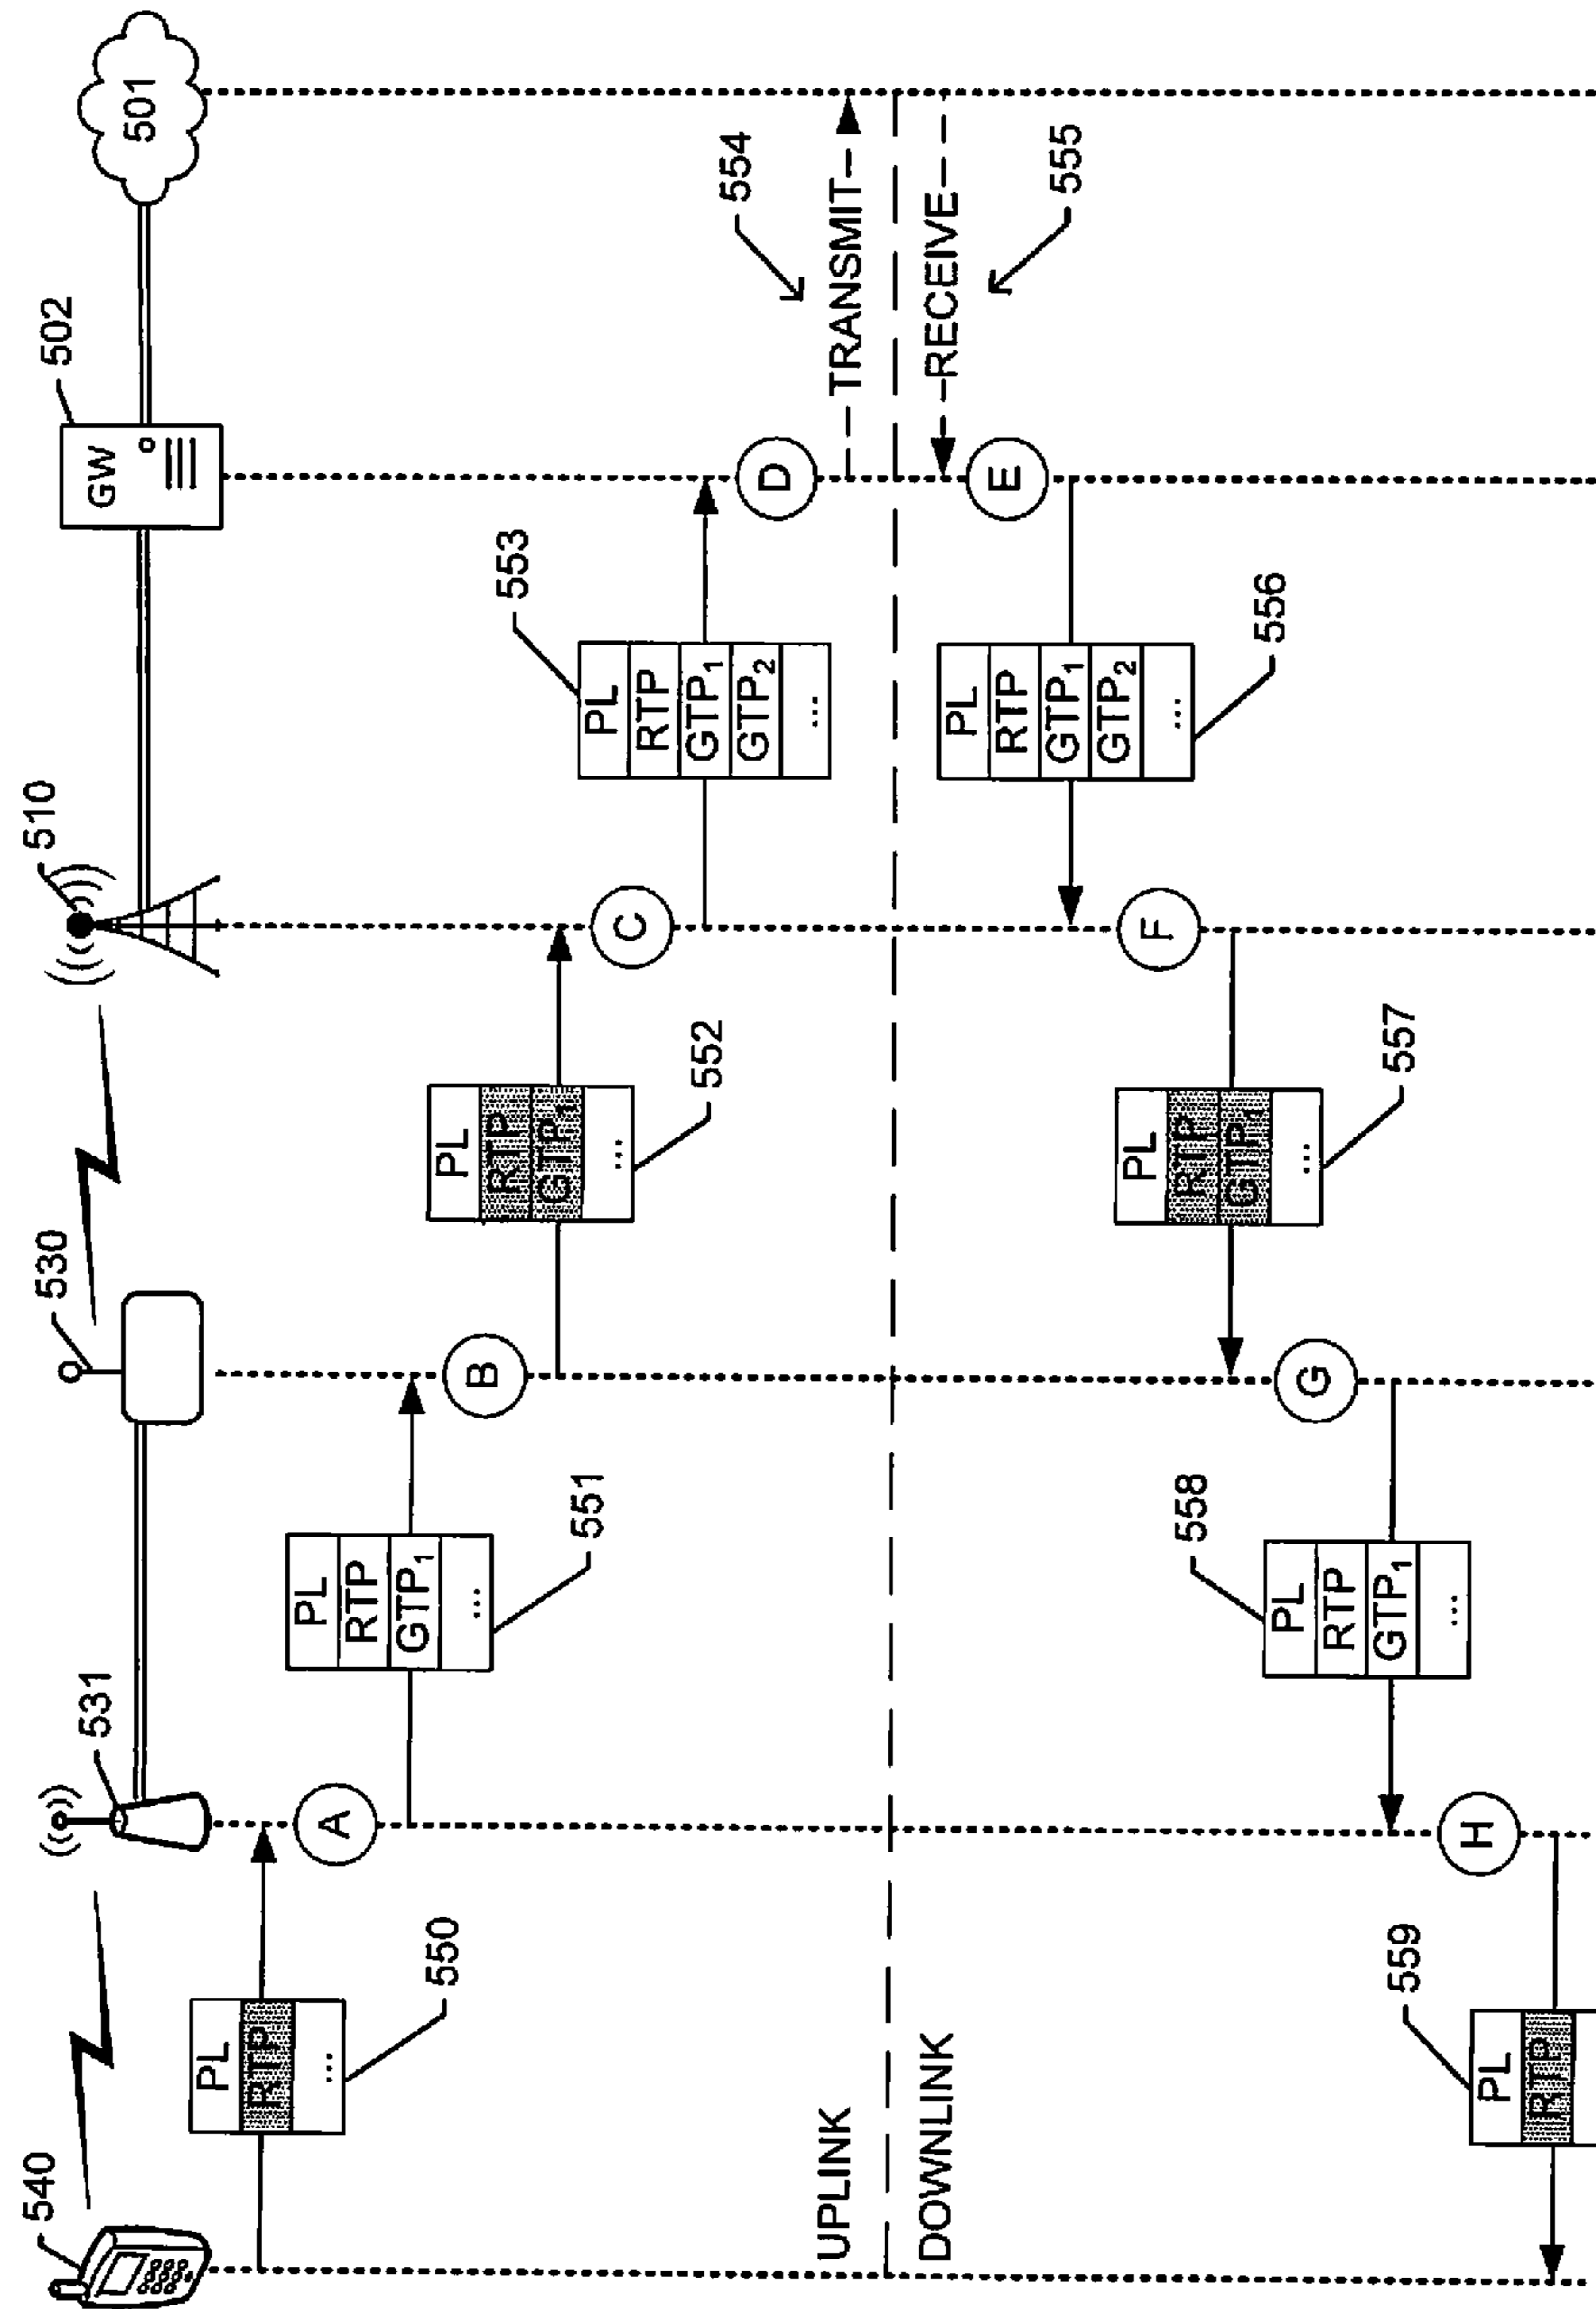 540
531
530
510
502
GW
501
PL
RTP
...
550
A
PL
RTP
GTP1
...
551
B
PL
RTP
GTP1
...
552
C
PL
RTP
GTP1
GTP2
...
553
D
554
TRANSMIT
UPLINK
DOWNLINK
RECEIVE
555
E
PL
RTP
GTP1
GTP2
...
556
F
PL
RTP
GTP1
...
557
G
PL
RTP
GTP1
...
558
H
PL
RTP
559